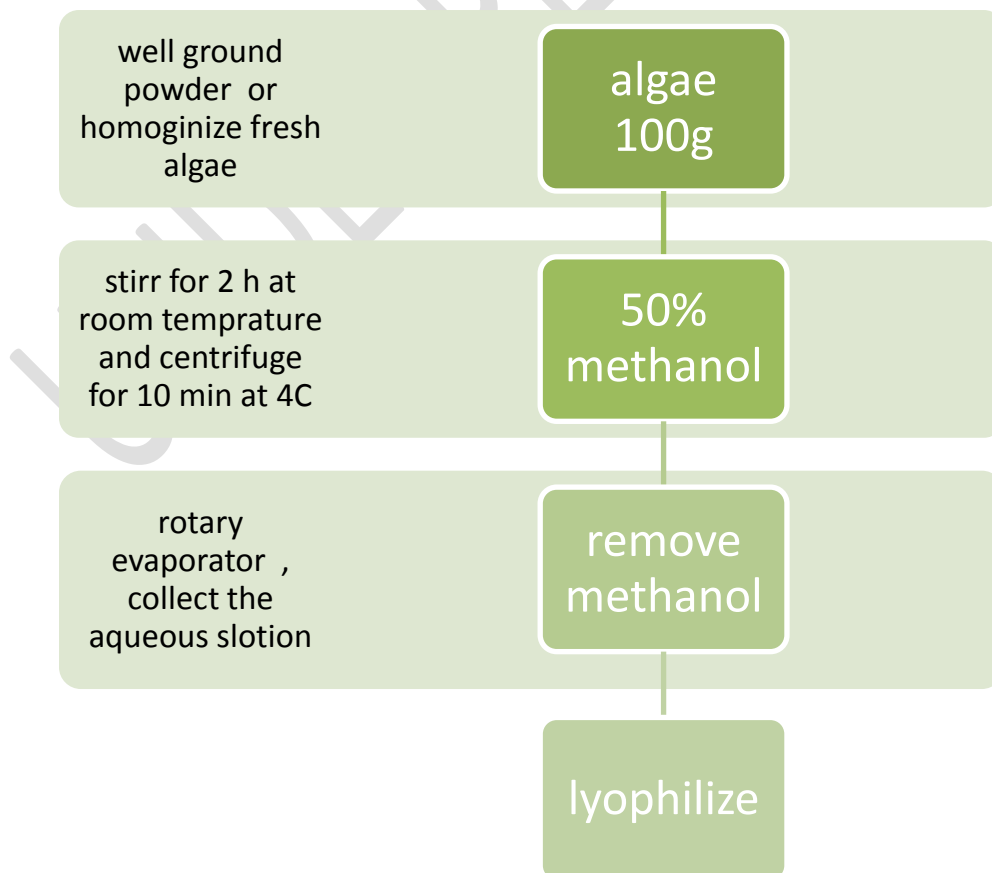 well ground
powder or
homoginize fresh
algae
algae
100g
stirr for 2 h at
room temprature
and centrifuge
for 10 min at 4C
50%
methanol
rotary
evaporator ,
collect the
aqueous slotion
remove
methanol
lyophilize